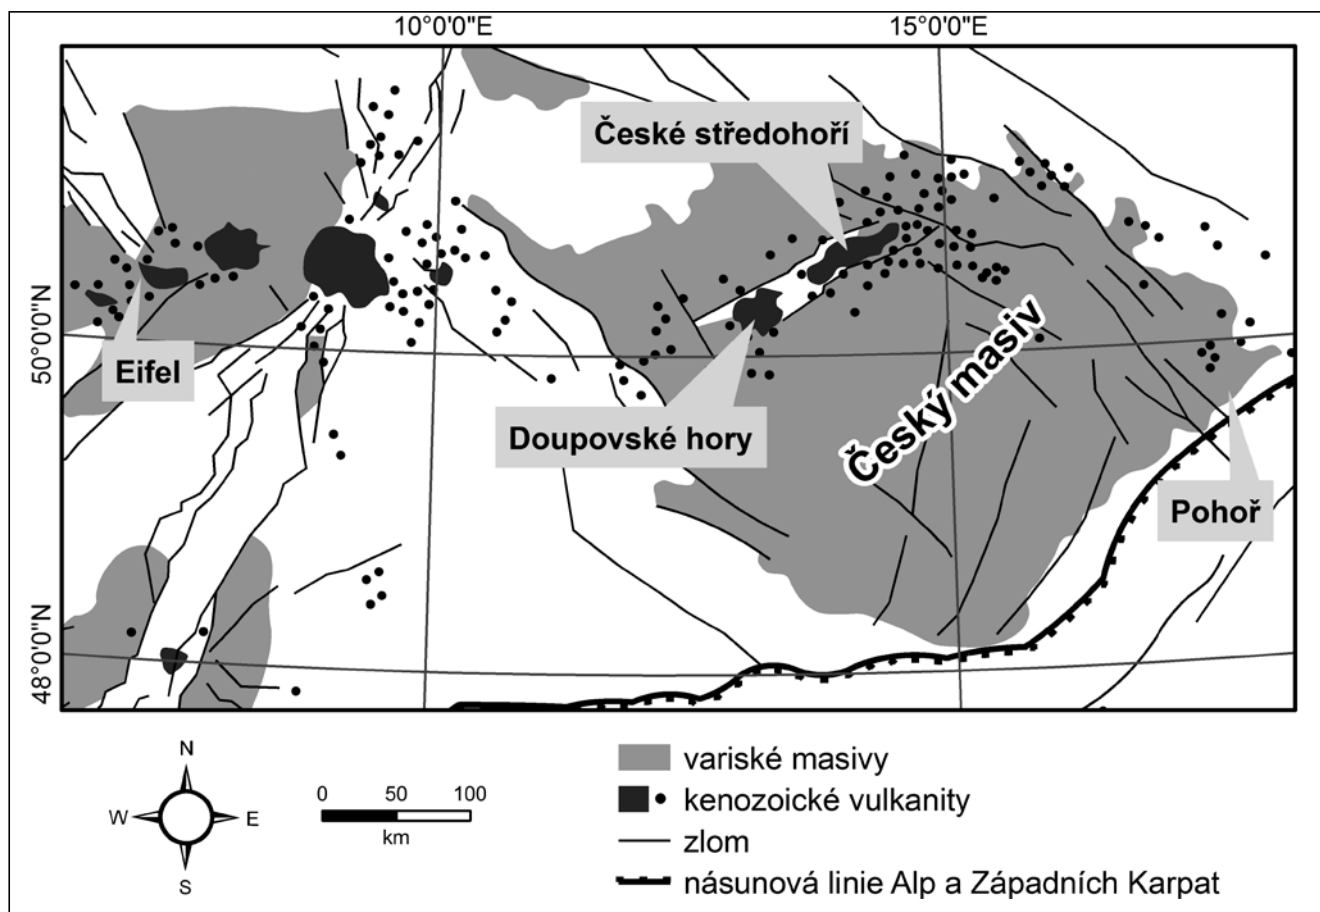 10°0'0"E
15°0'0"E
České středohoří
50°0'0"N
Eifel
Český masiv
Doupovské hory
Pohoř
48°0'0"N
N
W
E
S
0 50 100
km
variské masivy
kenozoické vulkanity
zlom
násunová linie Alp a Západních Karpat